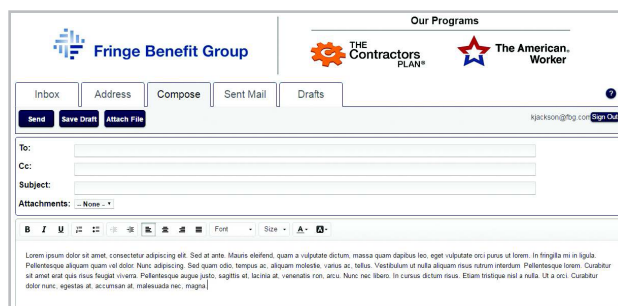 Our Programs
Fringe Benefit Group
THE
Contractors
PLAN®
The American®
Worker
Inbox Address Compose Sent Mail Drafts ?
Send Save Draft Attach File kjackson@fbg.com Sign Out
To:
Cc:
Subject:
Attachments: -- None --
B I U Font Size A A
Lorem ipsum dolor sit amet, consectetur adipiscing elit. Sed at ante. Mauris eleifend, quam a vulputate dictum, massa quam dapibus leo, eget vulputate orci purus ut lorem. In fringilla mi in ligula.
Pellentesque aliquam quam vel dolor. Nunc adipiscing. Sed quam odio, tempus ac, aliquam molestie, varius ac, tellus. Vestibulum ut nulla aliquam risus rutrum interdum. Pellentesque lorem. Curabitur
sit amet erat quis risus feugiat viverra. Pellentesque augue justo, sagittis et, lacinia at, venenatis non, arcu. Nunc nec libero. In cursus dictum risus. Etiam tristique nisl a nulla. Ut a orci. Curabitur
dolor nunc, egestas at, accumsan at, malesuada nec, magna.